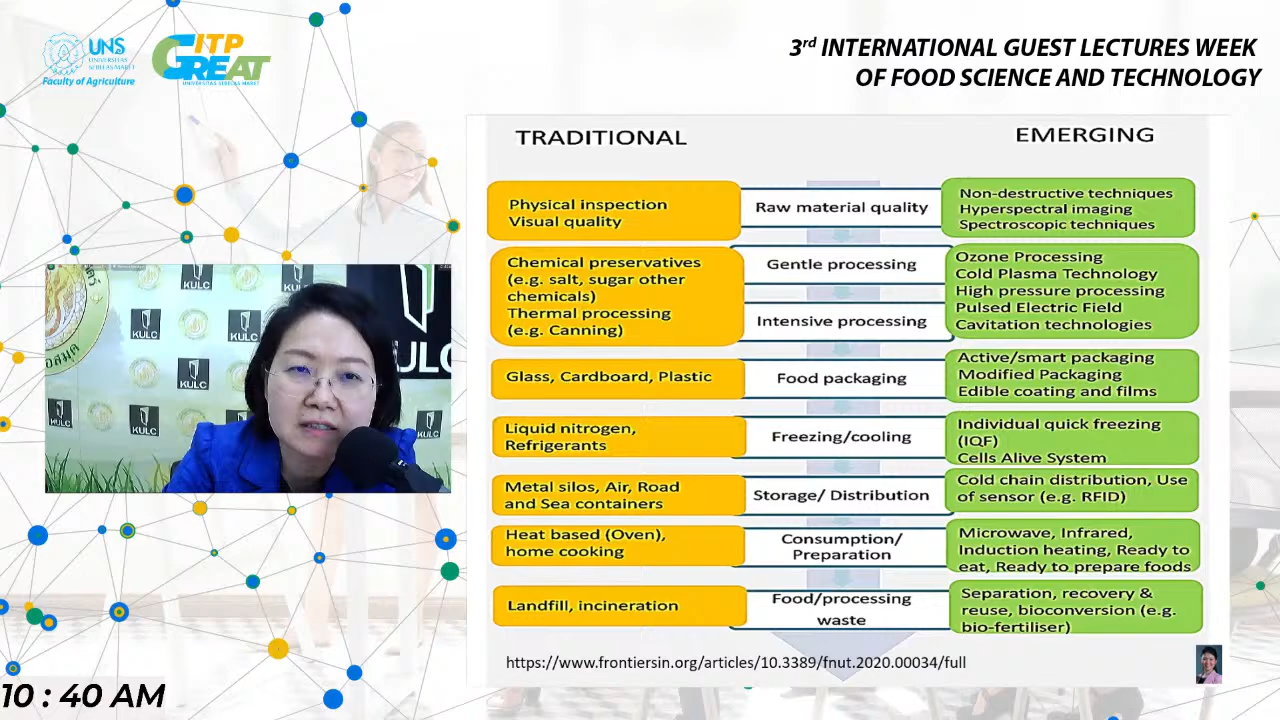 UNS
UNIVERSITAS
SEBELAS MARET
Faculty of Agriculture
ITP
GREAT
UNIVERSITAS SEBELAS MARET
3rd INTERNATIONAL GUEST LECTURES WEEK
OF FOOD SCIENCE AND TECHNOLOGY
TRADITIONAL
EMERGING
Physical inspection
Visual quality
Raw material quality
Non-destructive techniques
Hyperspectral imaging
Spectroscopic techniques
Chemical preservatives
(e.g. salt, sugar other
chemicals)
Thermal processing
(e.g. Canning)
Gentle processing
Intensive processing
Ozone Processing
Cold Plasma Technology
High pressure processing
Pulsed Electric Field
Cavitation technologies
Glass, Cardboard, Plastic
Food packaging
Active/smart packaging
Modified Packaging
Edible coating and films
Liquid nitrogen,
Refrigerants
Freezing/cooling
Individual quick freezing
(IQF)
Cells Alive System
Metal silos, Air, Road
and Sea containers
Storage/ Distribution
Cold chain distribution, Use
of sensor (e.g. RFID)
Heat based (Oven),
home cooking
Consumption/
Preparation
Microwave, Infrared,
Induction heating, Ready to
eat, Ready to prepare foods
Landfill, incineration
Food/processing
waste
Separation, recovery &
reuse, bioconversion (e.g.
bio-fertiliser)
https://www.frontiersin.org/articles/10.3389/fnut.2020.00034/full
KULC
KULC
KULC
KULC
KULC
KULC
KULC
KULC
10 : 40 AM